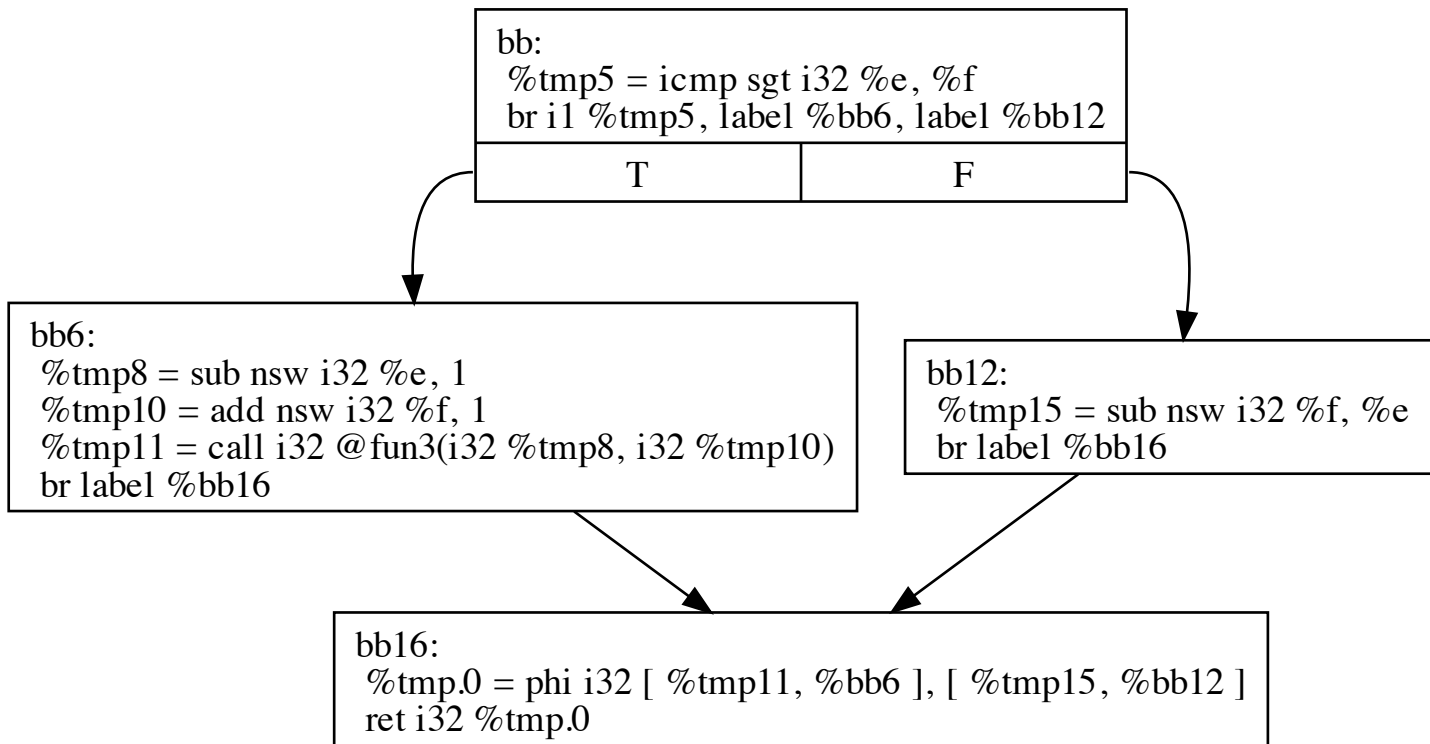 bb:
%tmp5 = icmp sgt i32 %e, %f
br i1 %tmp5, label %bb6, label %bb12
T
F
bb6:
%tmp8 = sub nsw i32 %e, 1
%tmp10 = add nsw i32 %f, 1
%tmp11 = call i32 @fun3(i32 %tmp8, i32 %tmp10)
br label %bb16
bb12:
%tmp15 = sub nsw i32 %f, %e
br label %bb16
bb16:
%tmp.0 = phi i32 [ %tmp11, %bb6 ], [ %tmp15, %bb12 ]
ret i32 %tmp.0